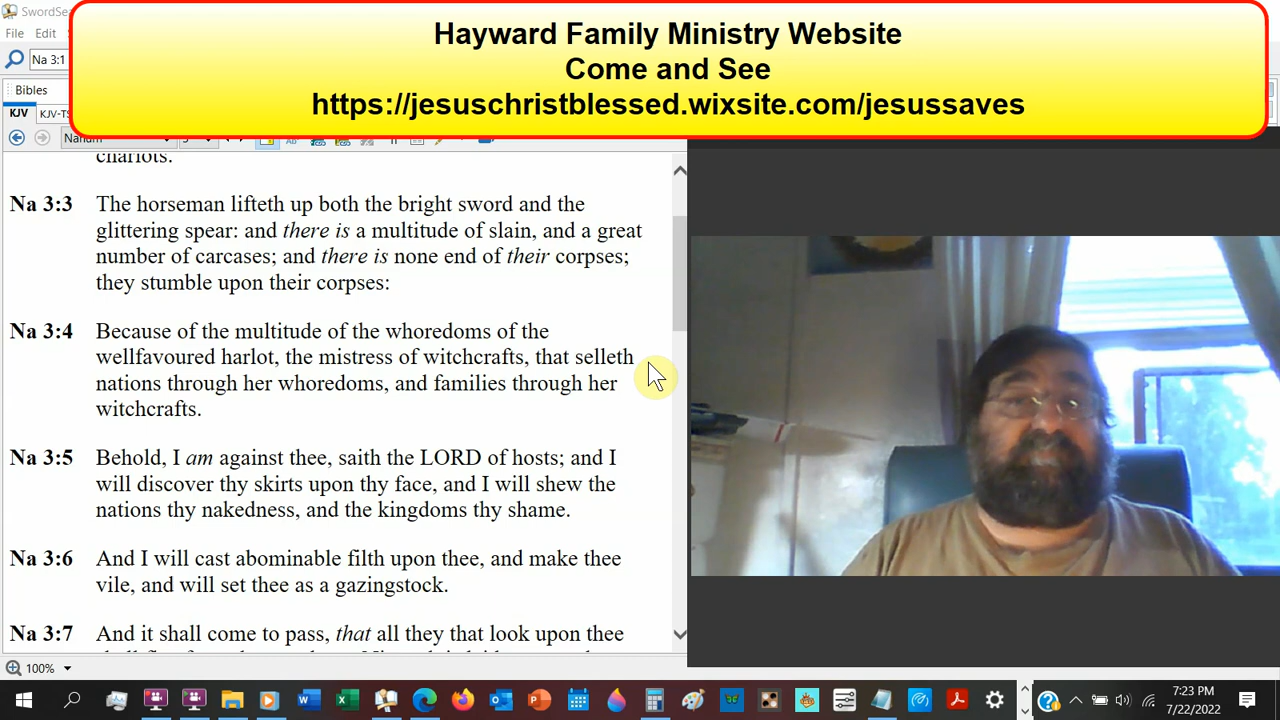 Hayward Family Ministry Website
Come and See
https://jesuschristblessed.wixsite.com/jesussaves
SwordSea
File Edit
Na 3:1
Bibles
KJV KJV-TS
Nahum
chariots.
Na 3:3 The horseman lifteth up both the bright sword and the
glittering spear: and there is a multitude of slain, and a great
number of carcases; and there is none end of their corpses;
they stumble upon their corpses:
Na 3:4 Because of the multitude of the whoredoms of the
wellfavoured harlot, the mistress of witchcrafts, that selleth
nations through her whoredoms, and families through her
witchcrafts.
Na 3:5 Behold, I am against thee, saith the LORD of hosts; and I
will discover thy skirts upon thy face, and I will shew the
nations thy nakedness, and the kingdoms thy shame.
Na 3:6 And I will cast abominable filth upon thee, and make thee
vile, and will set thee as a gazingstock.
Na 3:7 And it shall come to pass, that all they that look upon thee
100%
7:23 PM
7/22/2022